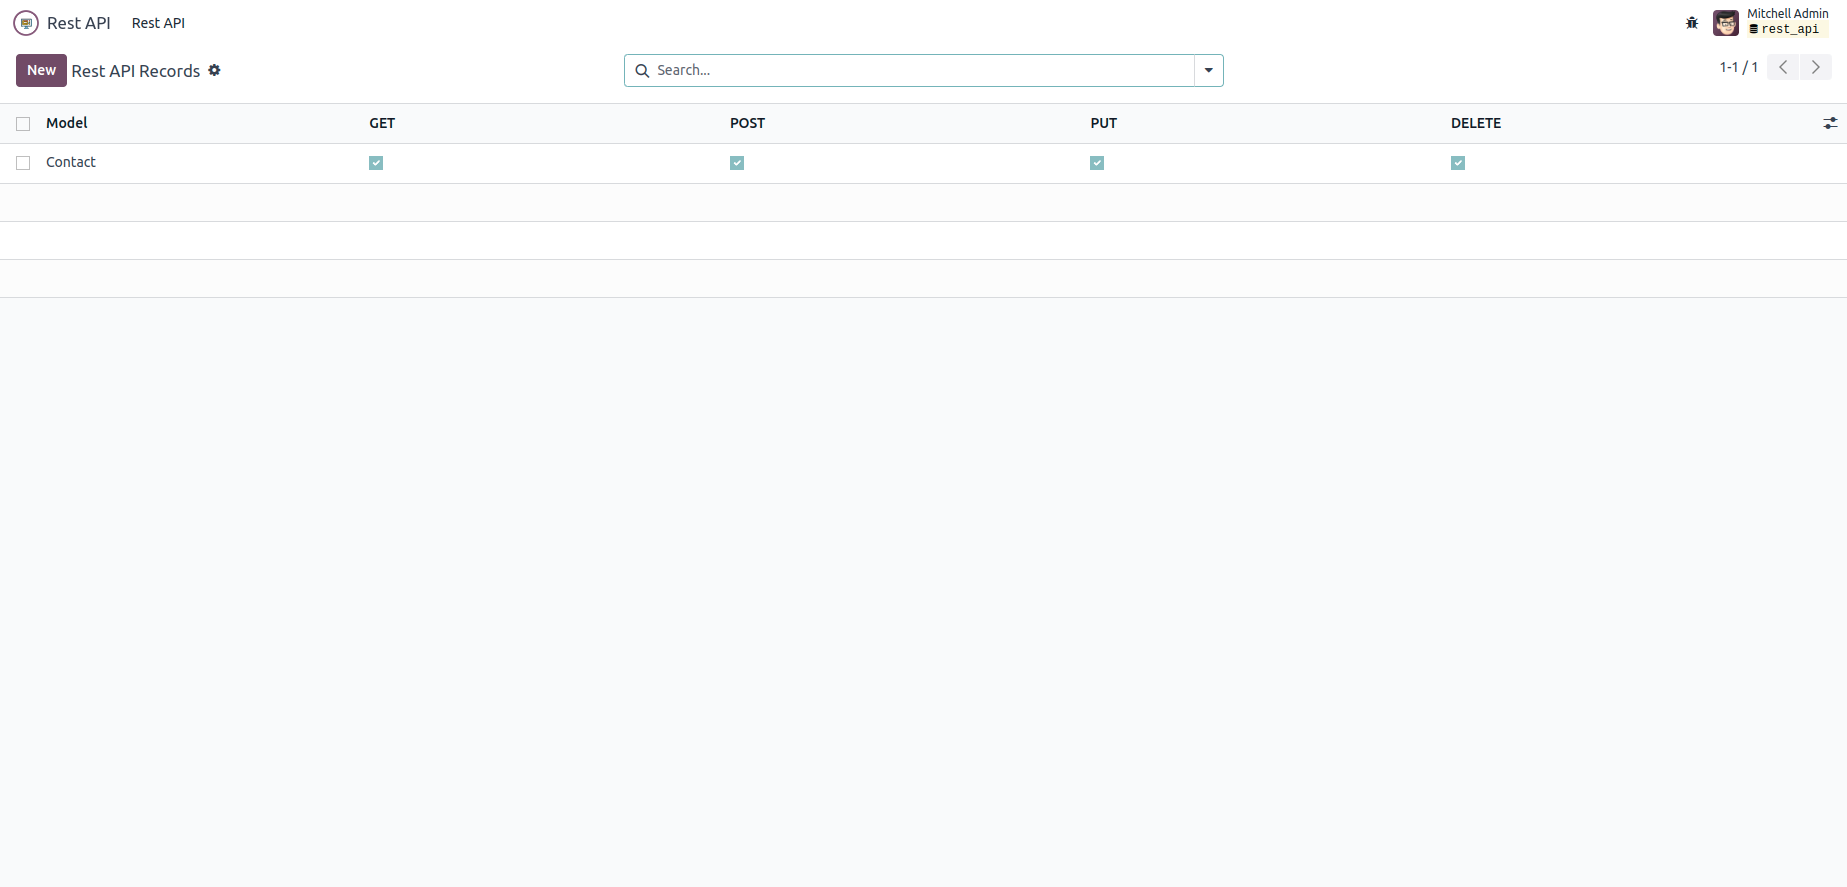 Rest API Rest API
Mitchell Admin
rest_api
New Rest API Records Search... 1-1 / 1
Model GET POST PUT DELETE
Contact